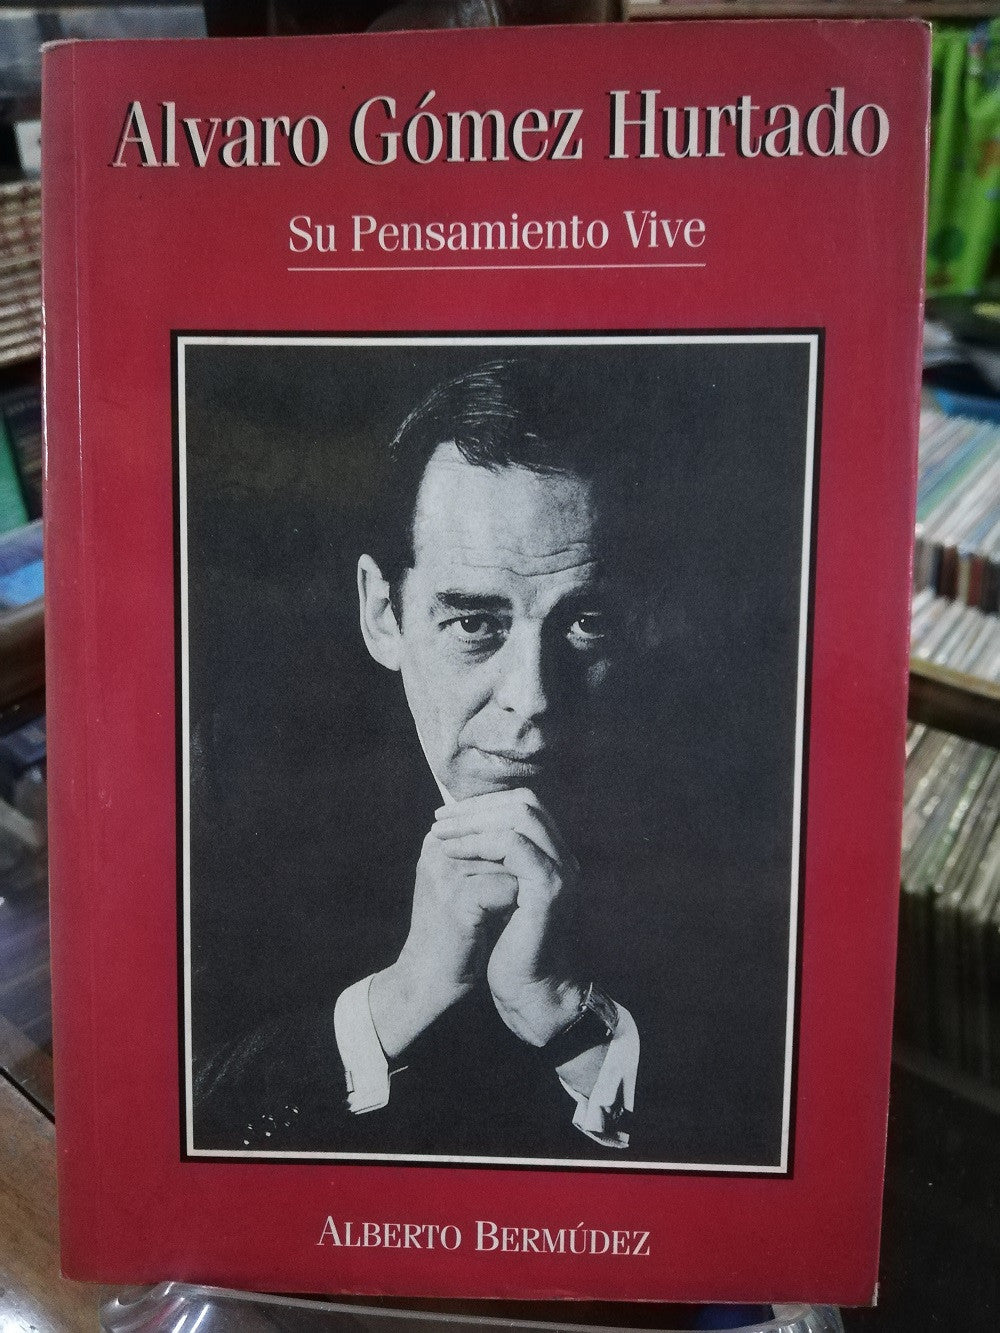 Alvaro Gómez Hurtado
Su Pensamiento Vive
ALBERTO BERMÚDEZ